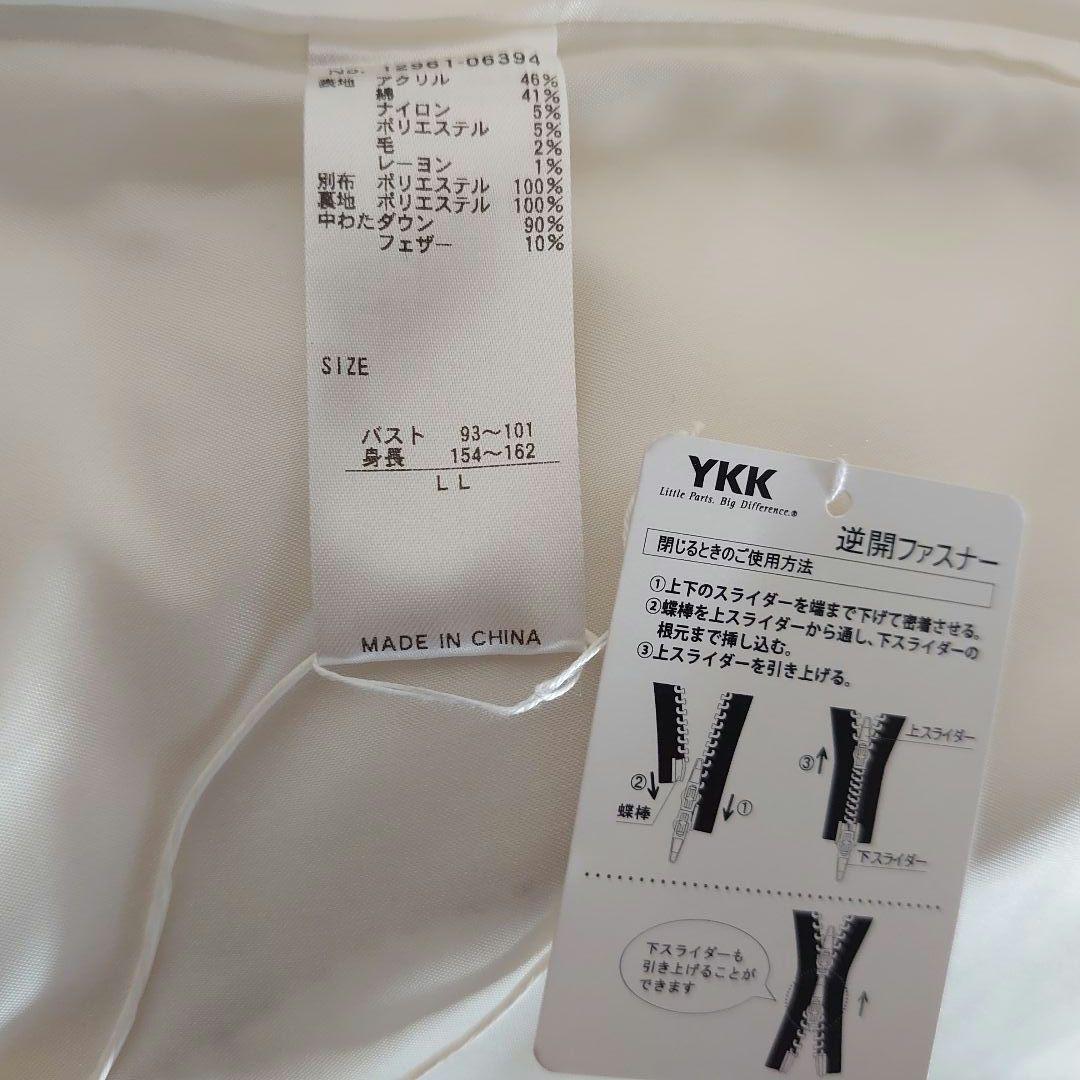 No. 12961-06394
表地 アクリル 46%
綿 41%
ナイロン 5%
ポリエステル 5%
毛 2%
レーヨン 1%
別布 ポリエステル 100%
裏地 ポリエステル 100%
中わた ダウン 90%
フェザー 10%
SIZE
バスト 93～101
身長 154～162
LL
MADE IN CHINA
YKK
Little Parts. Big Difference.®
逆開ファスナー
閉じるときのご使用方法
①上下のスライダーを端まで下げて密着させる。
②蝶棒を上スライダーから通し、下スライダーの
根元まで挿し込む。
③上スライダーを引き上げる。
②
蝶棒
①
③
上スライダー
下スライダー
下スライダーも
引き上げることが
できます